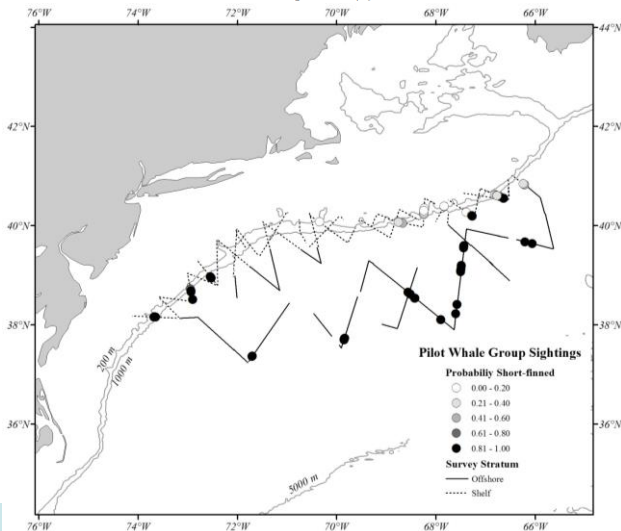 76°W 74°W 72°W 70°W 68°W 66°W
42°N 44°N
40°N 42°N
38°N 40°N
36°N 38°N
36°N
200 m
1000 m
5000 m
Pilot Whale Group Sightings
Probabiliy Short-finned
0.00 - 0.20
0.21 - 0.40
0.41 - 0.60
0.61 - 0.80
0.81 - 1.00
Survey Stratum
Offshore
Shelf
76°W 74°W 72°W 70°W 68°W 66°W